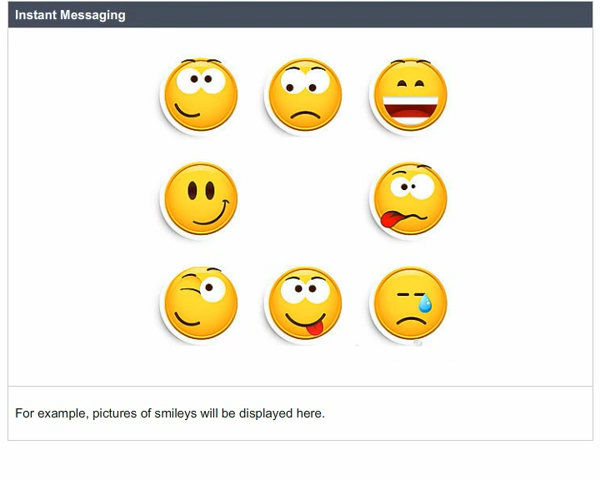 Instant Messaging
For example, pictures of smileys will be displayed here.